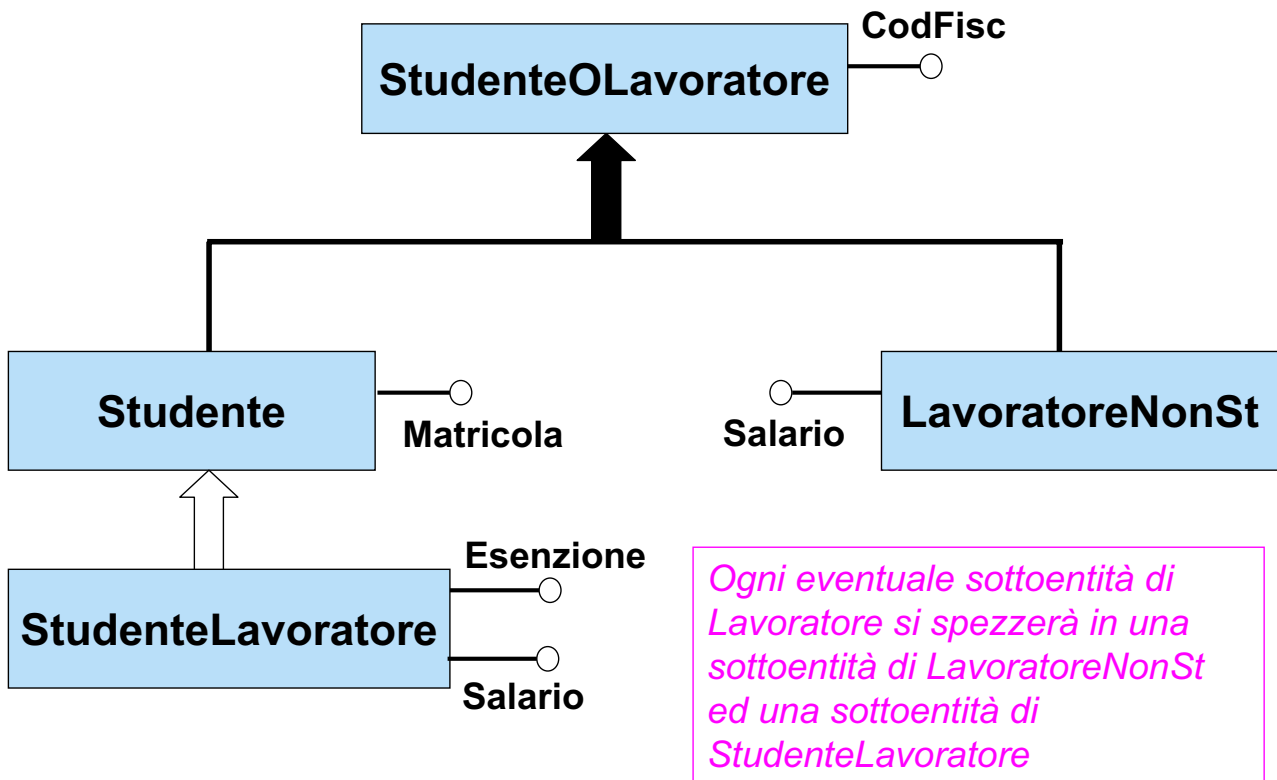 CodFisc
StudenteOLavoratore
Studente
Matricola
Salario
LavoratoreNonSt
Esenzione
StudenteLavoratore
Salario
Ogni eventuale sottoentità di
Lavoratore si spezzerà in una
sottoentità di LavoratoreNonSt
ed una sottoentità di
StudenteLavoratore